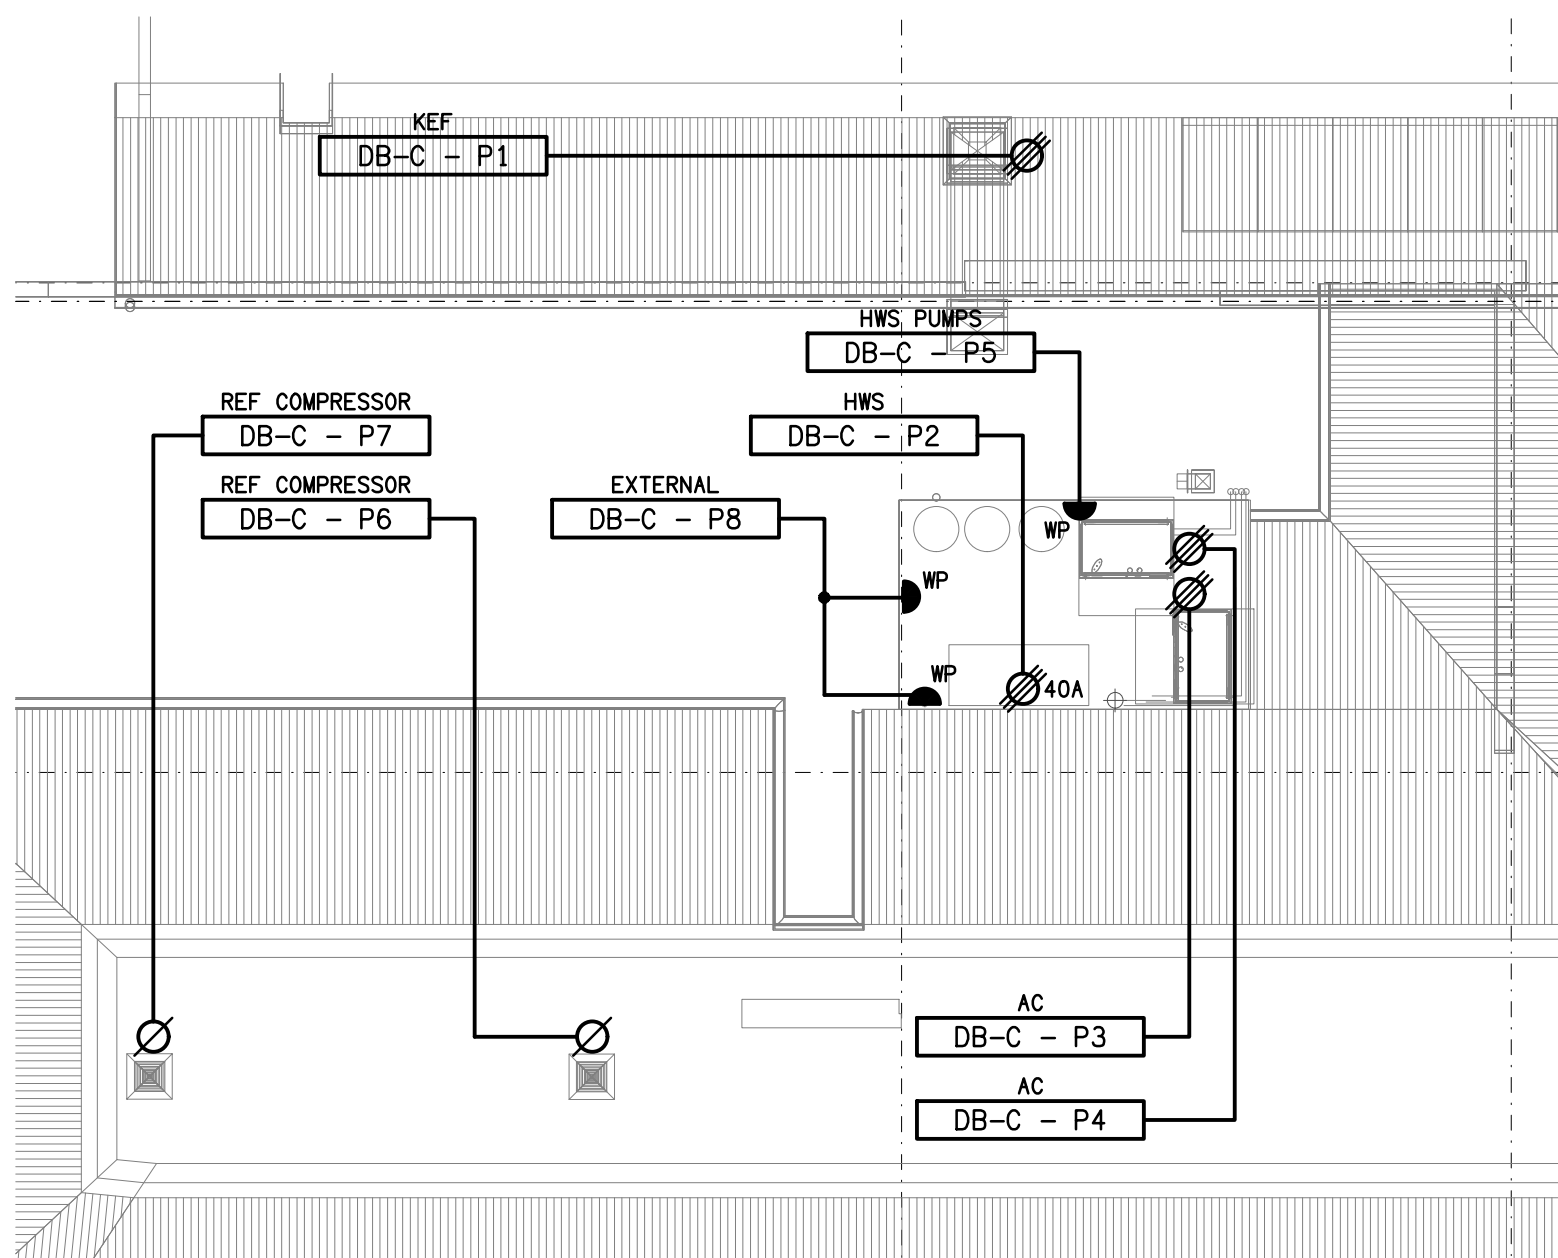 KEF
DB-C - P1
HWS PUMPS
DB-C - P5
REF COMPRESSOR
DB-C - P7
HWS
DB-C - P2
REF COMPRESSOR
DB-C - P6
EXTERNAL
DB-C - P8
WP
WP
WP
40A
AC
DB-C - P3
AC
DB-C - P4